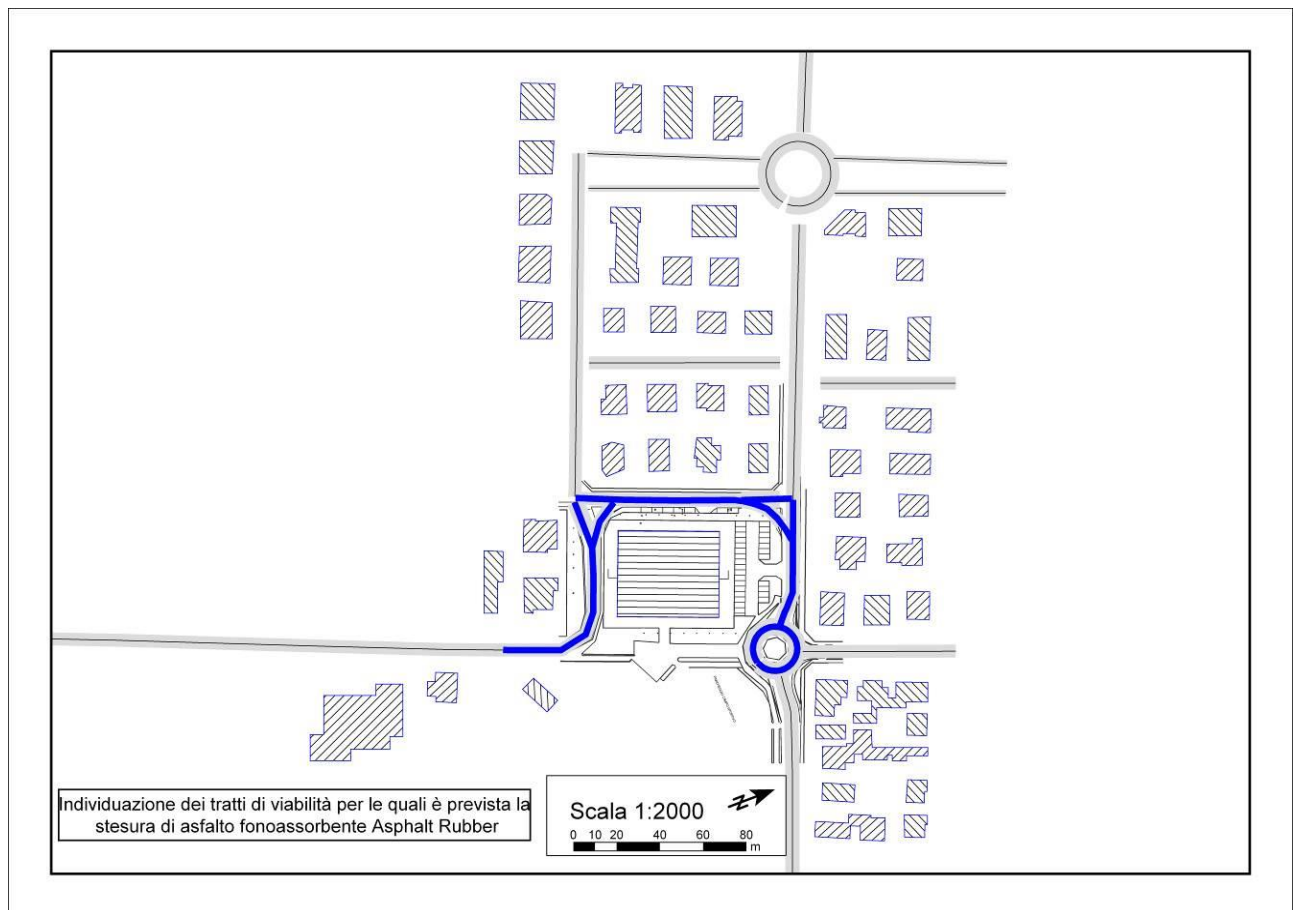 Individuazione dei tratti di viabilità per le quali è prevista la
stesura di asfalto fonoassorbente Asphalt Rubber
Scala 1:2000
0 10 20 40 60 80
m